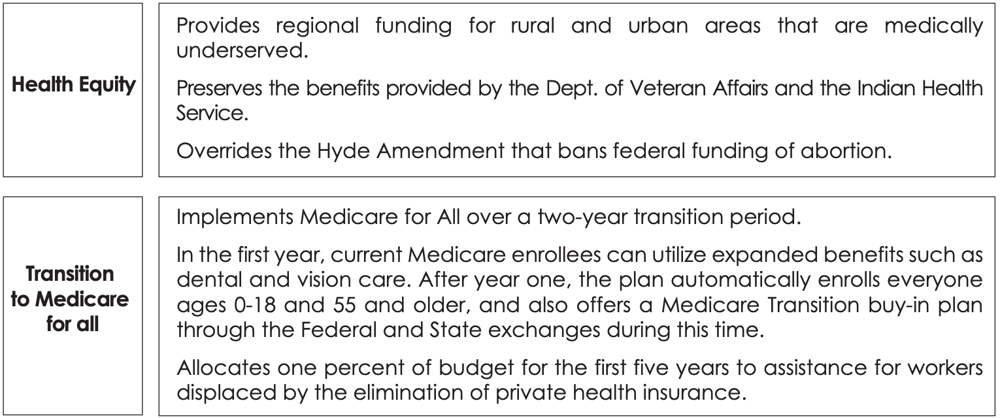 Health Equity
Provides regional funding for rural and urban areas that are medically
underserved.
Preserves the benefits provided by the Dept. of Veteran Affairs and the Indian Health
Service.
Overrides the Hyde Amendment that bans federal funding of abortion.
Transition
to Medicare
for all
Implements Medicare for All over a two-year transition period.
In the first year, current Medicare enrollees can utilize expanded benefits such as
dental and vision care. After year one, the plan automatically enrolls everyone
ages 0-18 and 55 and older, and also offers a Medicare Transition buy-in plan
through the Federal and State exchanges during this time.
Allocates one percent of budget for the first five years to assistance for workers
displaced by the elimination of private health insurance.